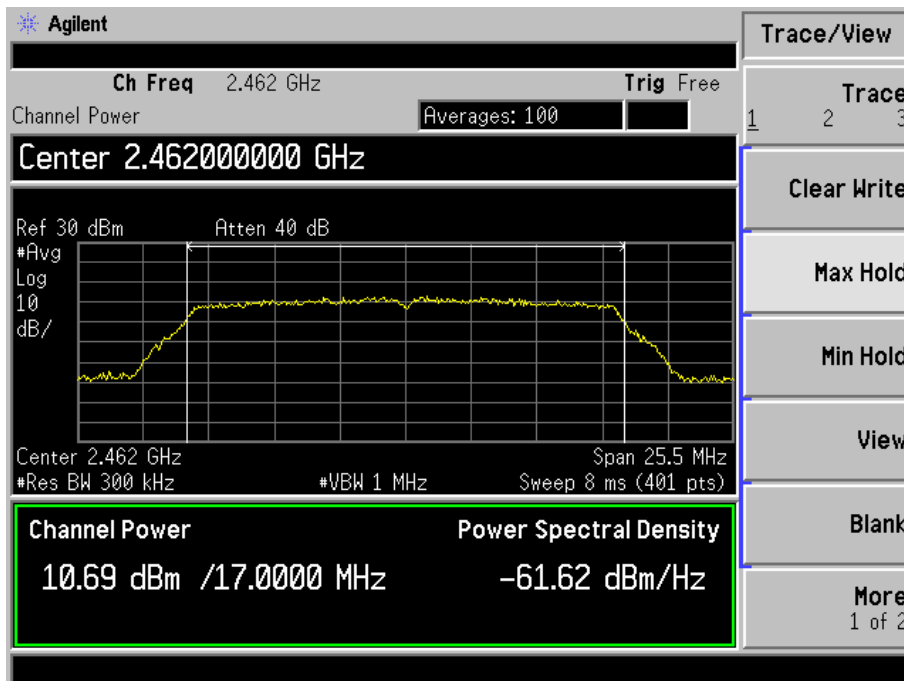 Agilent
Trace/View
Ch Freq 2.462 GHz Trig Free
Channel Power Averages: 100
Center 2.462000000 GHz
Ref 30 dBm Atten 40 dB
#Avg
Log
10
dB/
Center 2.462 GHz Span 25.5 MHz
#Res BW 300 kHz #VBW 1 MHz Sweep 8 ms (401 pts)
Channel Power Power Spectral Density
10.69 dBm /17.0000 MHz -61.62 dBm/Hz
Trace
1 2 3
Clear Write
Max Hold
Min Hold
View
Blank
More
1 of 2